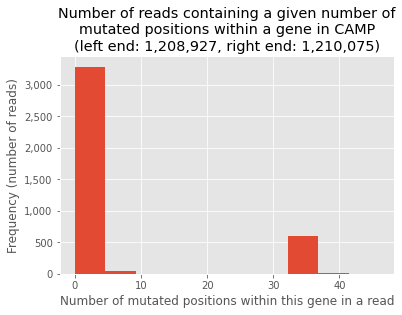 Number of reads containing a given number of
mutated positions within a gene in CAMP
(left end: 1,208,927, right end: 1,210,075)
Frequency (number of reads)
3,000
2,500
2,000
1,500
1,000
500
0
0 10 20 30 40
Number of mutated positions within this gene in a read